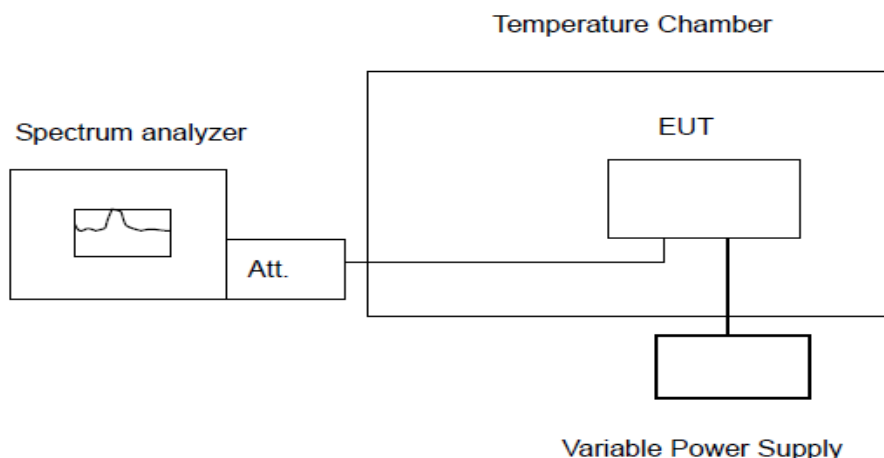 Temperature Chamber
Spectrum analyzer
EUT
Att.
Variable Power Supply